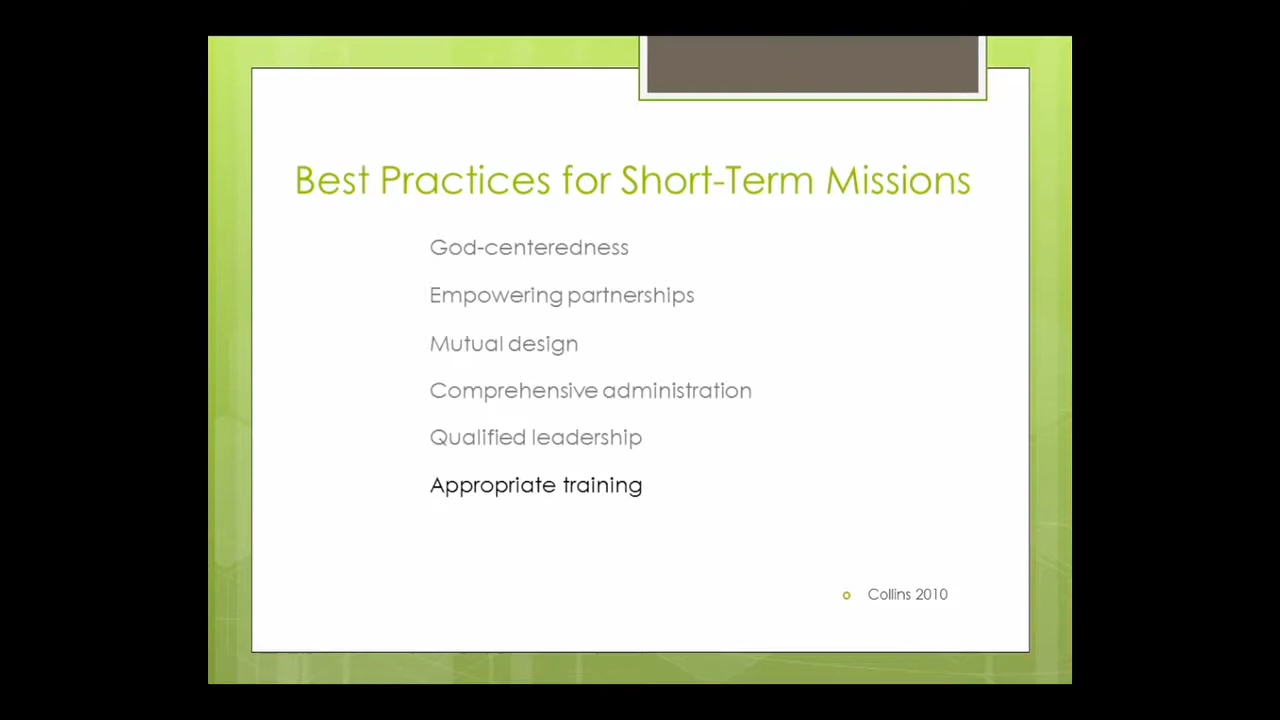 Best Practices for Short-Term Missions
God-centeredness
Empowering partnerships
Mutual design
Comprehensive administration
Qualified leadership
Appropriate training
Collins 2010